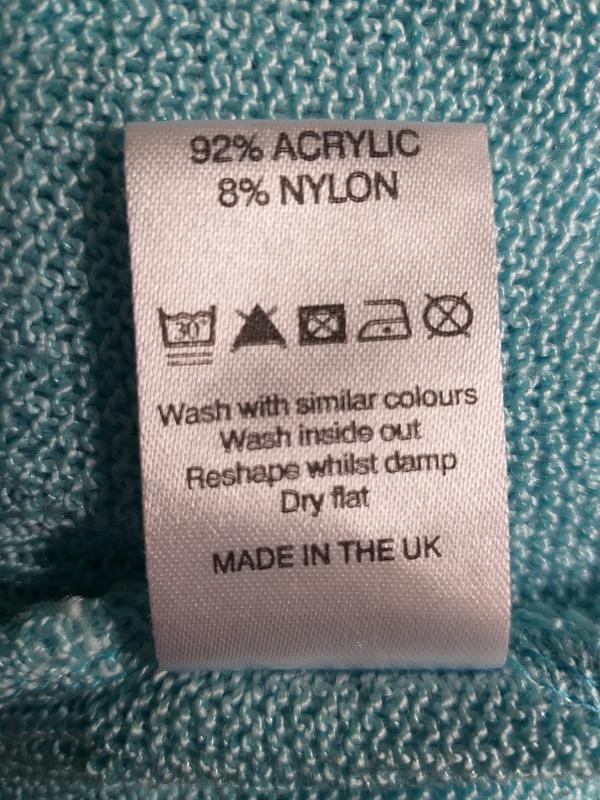 92% ACRYLIC
8% NYLON
30°
Wash with similar colours
Wash inside out
Reshape whilst damp
Dry flat
MADE IN THE UK